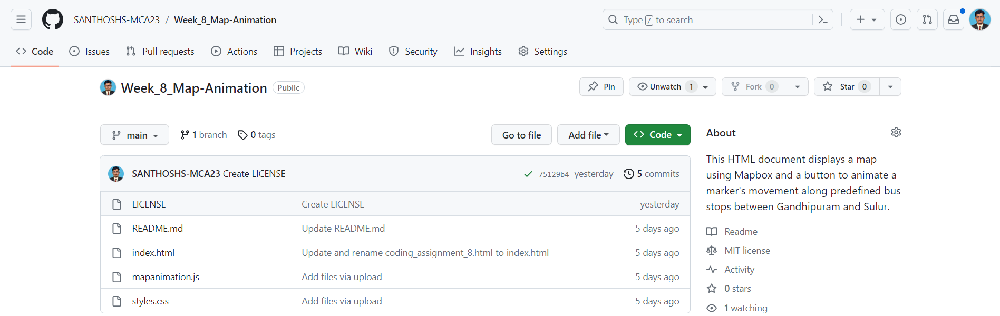 SANTHOSHS-MCA23 / Week_8_Map-Animation
Type / to search
Code Issues Pull requests Actions Projects Wiki Security Insights Settings
Week_8_Map-Animation Public
Pin Unwatch 1 Fork 0 Star 0
main 1 branch 0 tags Go to file Add file Code
SANTHOSHS-MCA23 Create LICENSE 75129b4 yesterday 5 commits
LICENSE Create LICENSE yesterday
README.md Update README.md 5 days ago
index.html Update and rename coding_assignment_8.html to index.html 5 days ago
mapanimation.js Add files via upload 5 days ago
styles.css Add files via upload 5 days ago
About
This HTML document displays a map
using Mapbox and a button to animate a
marker's movement along predefined bus
stops between Gandhipuram and Sulur.
Readme
MIT license
Activity
0 stars
1 watching